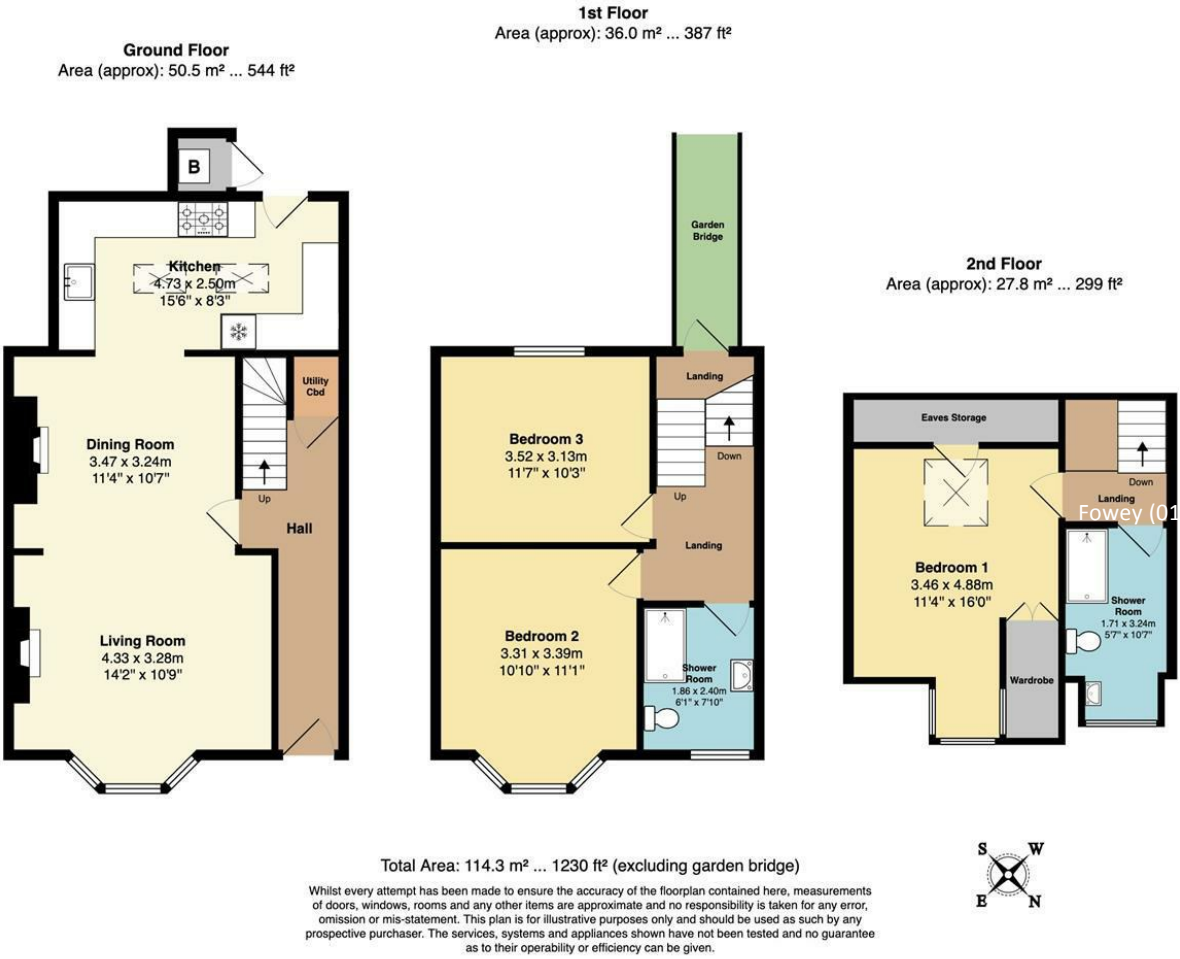 1st Floor
Area (approx): 36.0 m² ... 387 ft²
Ground Floor
Area (approx): 50.5 m² ... 544 ft²
B
Kitchen
4.73 x 2.50m
15'6" x 8'3"
Utility
Cbd
Dining Room
3.47 x 3.24m
11'4" x 10'7"
Up
Hall
Living Room
4.33 x 3.28m
14'2" x 10'9"
Garden
Bridge
Landing
Bedroom 3
3.52 x 3.13m
11'7" x 10'3"
Down
Up
Landing
Bedroom 2
3.31 x 3.39m
10'10" x 11'1"
Shower
Room
1.86 x 2.40m
6'1" x 7'10"
2nd Floor
Area (approx): 27.8 m² ... 299 ft²
Eaves Storage
Down
Landing
Fowey (01
Bedroom 1
3.46 x 4.88m
11'4" x 16'0"
Shower
Room
1.71 x 3.24m
5'7" x 10'7"
Wardrobe
Total Area: 114.3 m² ... 1230 ft² (excluding garden bridge)
Whilst every attempt has been made to ensure the accuracy of the floorplan contained here, measurements
of doors, windows, rooms and any other items are approximate and no responsibility is taken for any error,
omission or mis-statement. This plan is for illustrative purposes only and should be used as such by any
prospective purchaser. The services, systems and appliances shown have not been tested and no guarantee
as to their operability or efficiency can be given.
S W
E N